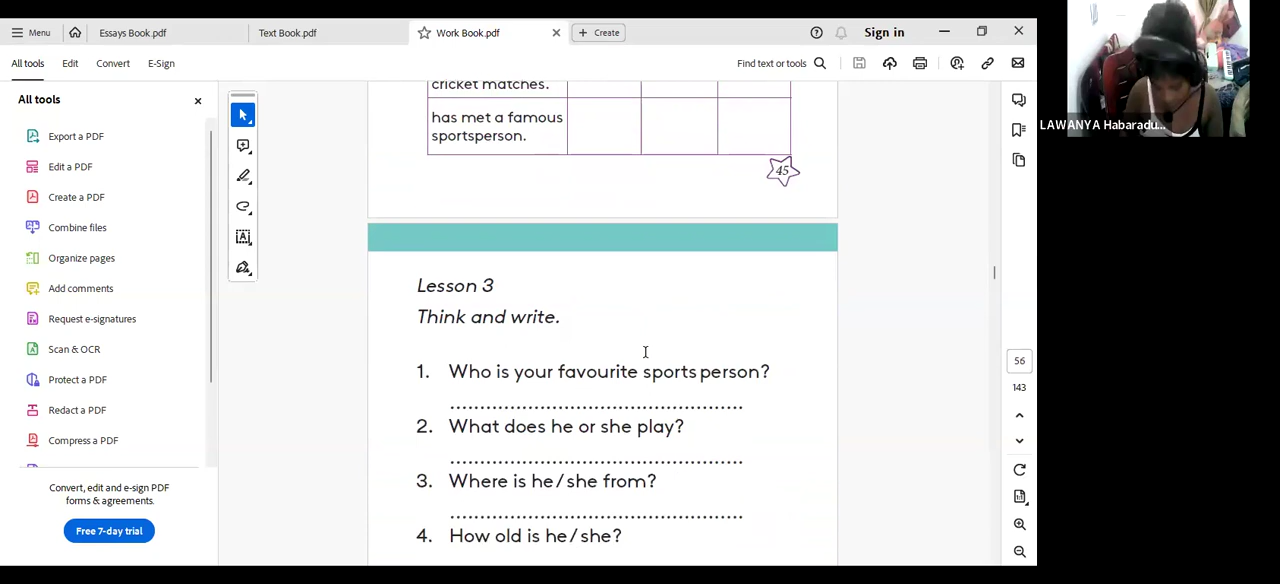 Menu
Essays Book.pdf
Text Book.pdf
Work Book.pdf
Create
Sign in
All tools
Edit
Convert
E-Sign
Find text or tools
All tools
Export a PDF
Edit a PDF
Create a PDF
Combine files
Organize pages
Add comments
Request e-signatures
Scan & OCR
Protect a PDF
Redact a PDF
Compress a PDF
Convert, edit and e-sign PDF
forms & agreements.
Free 7-day trial
cricket matches.
has met a famous
sportsperson.
45
Lesson 3
Think and write.
1. Who is your favourite sports person?
.................................................
2. What does he or she play?
.................................................
3. Where is he/she from?
.................................................
4. How old is he/she?
56
143
LAWANYA Habaradu...